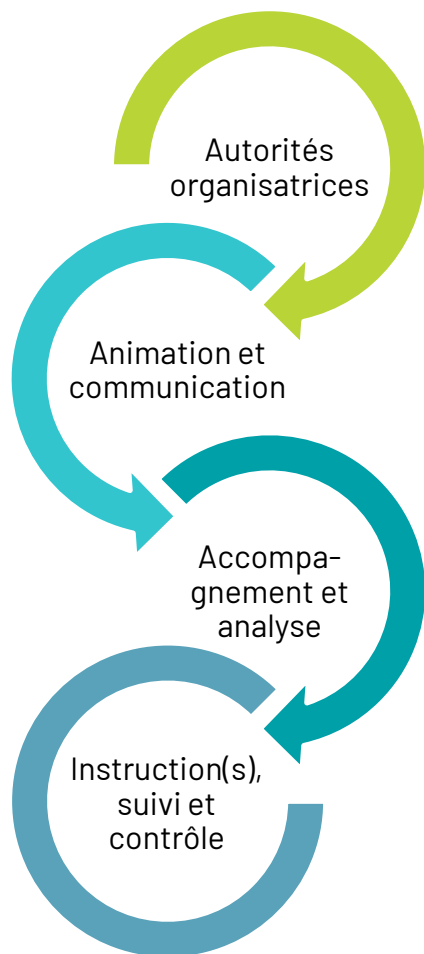 Autorités
organisatrices
Animation et
communication
Accompa-
gnement et
analyse
Instruction(s),
suivi et
contrôle